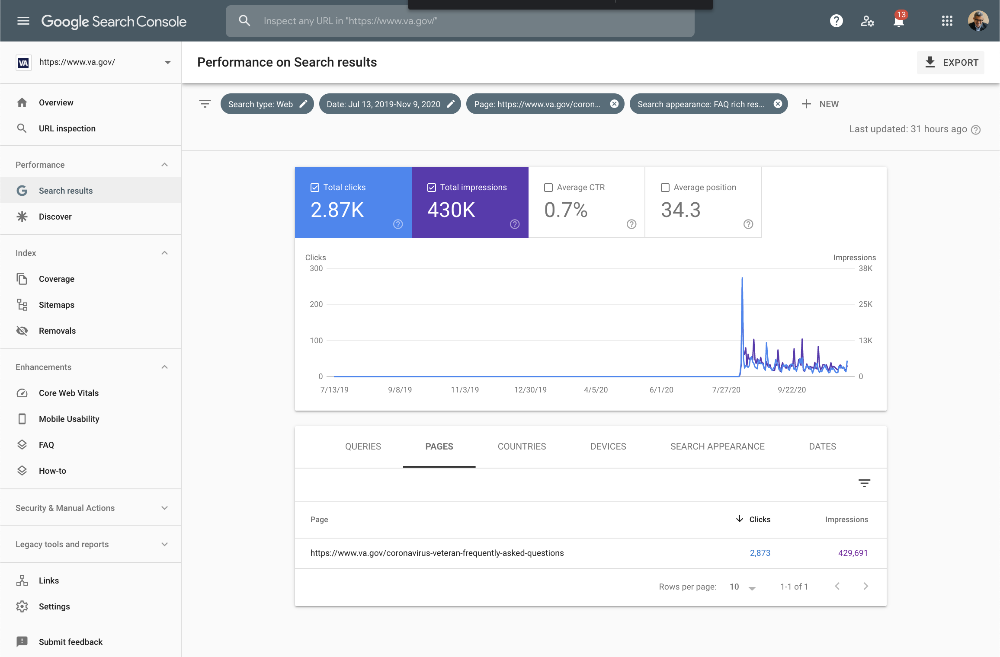 Google Search Console
Inspect any URL in "https://www.va.gov/"
?
13
VA
https://www.va.gov/
Performance on Search results
EXPORT
Search type: Web
Date: Jul 13, 2019-Nov 9, 2020
Page: https://www.va.gov/coron...
Search appearance: FAQ rich res...
NEW
Last updated: 31 hours ago ?
Overview
URL inspection
Performance
Search results
Discover
Index
Coverage
Sitemaps
Removals
Enhancements
Core Web Vitals
Mobile Usability
FAQ
How-to
Security & Manual Actions
Legacy tools and reports
Links
Settings
Submit feedback
Total clicks
2.87K
?
Total impressions
430K
?
Average CTR
0.7%
?
Average position
34.3
?
Clicks
Impressions
300
38K
200
25K
100
13K
0
0
7/13/19
9/8/19
11/3/19
12/30/19
4/5/20
6/1/20
7/27/20
9/22/20
QUERIES
PAGES
COUNTRIES
DEVICES
SEARCH APPEARANCE
DATES
Page
Clicks
Impressions
https://www.va.gov/coronavirus-veteran-frequently-asked-questions
2,873
429,691
Rows per page: 10
1-1 of 1